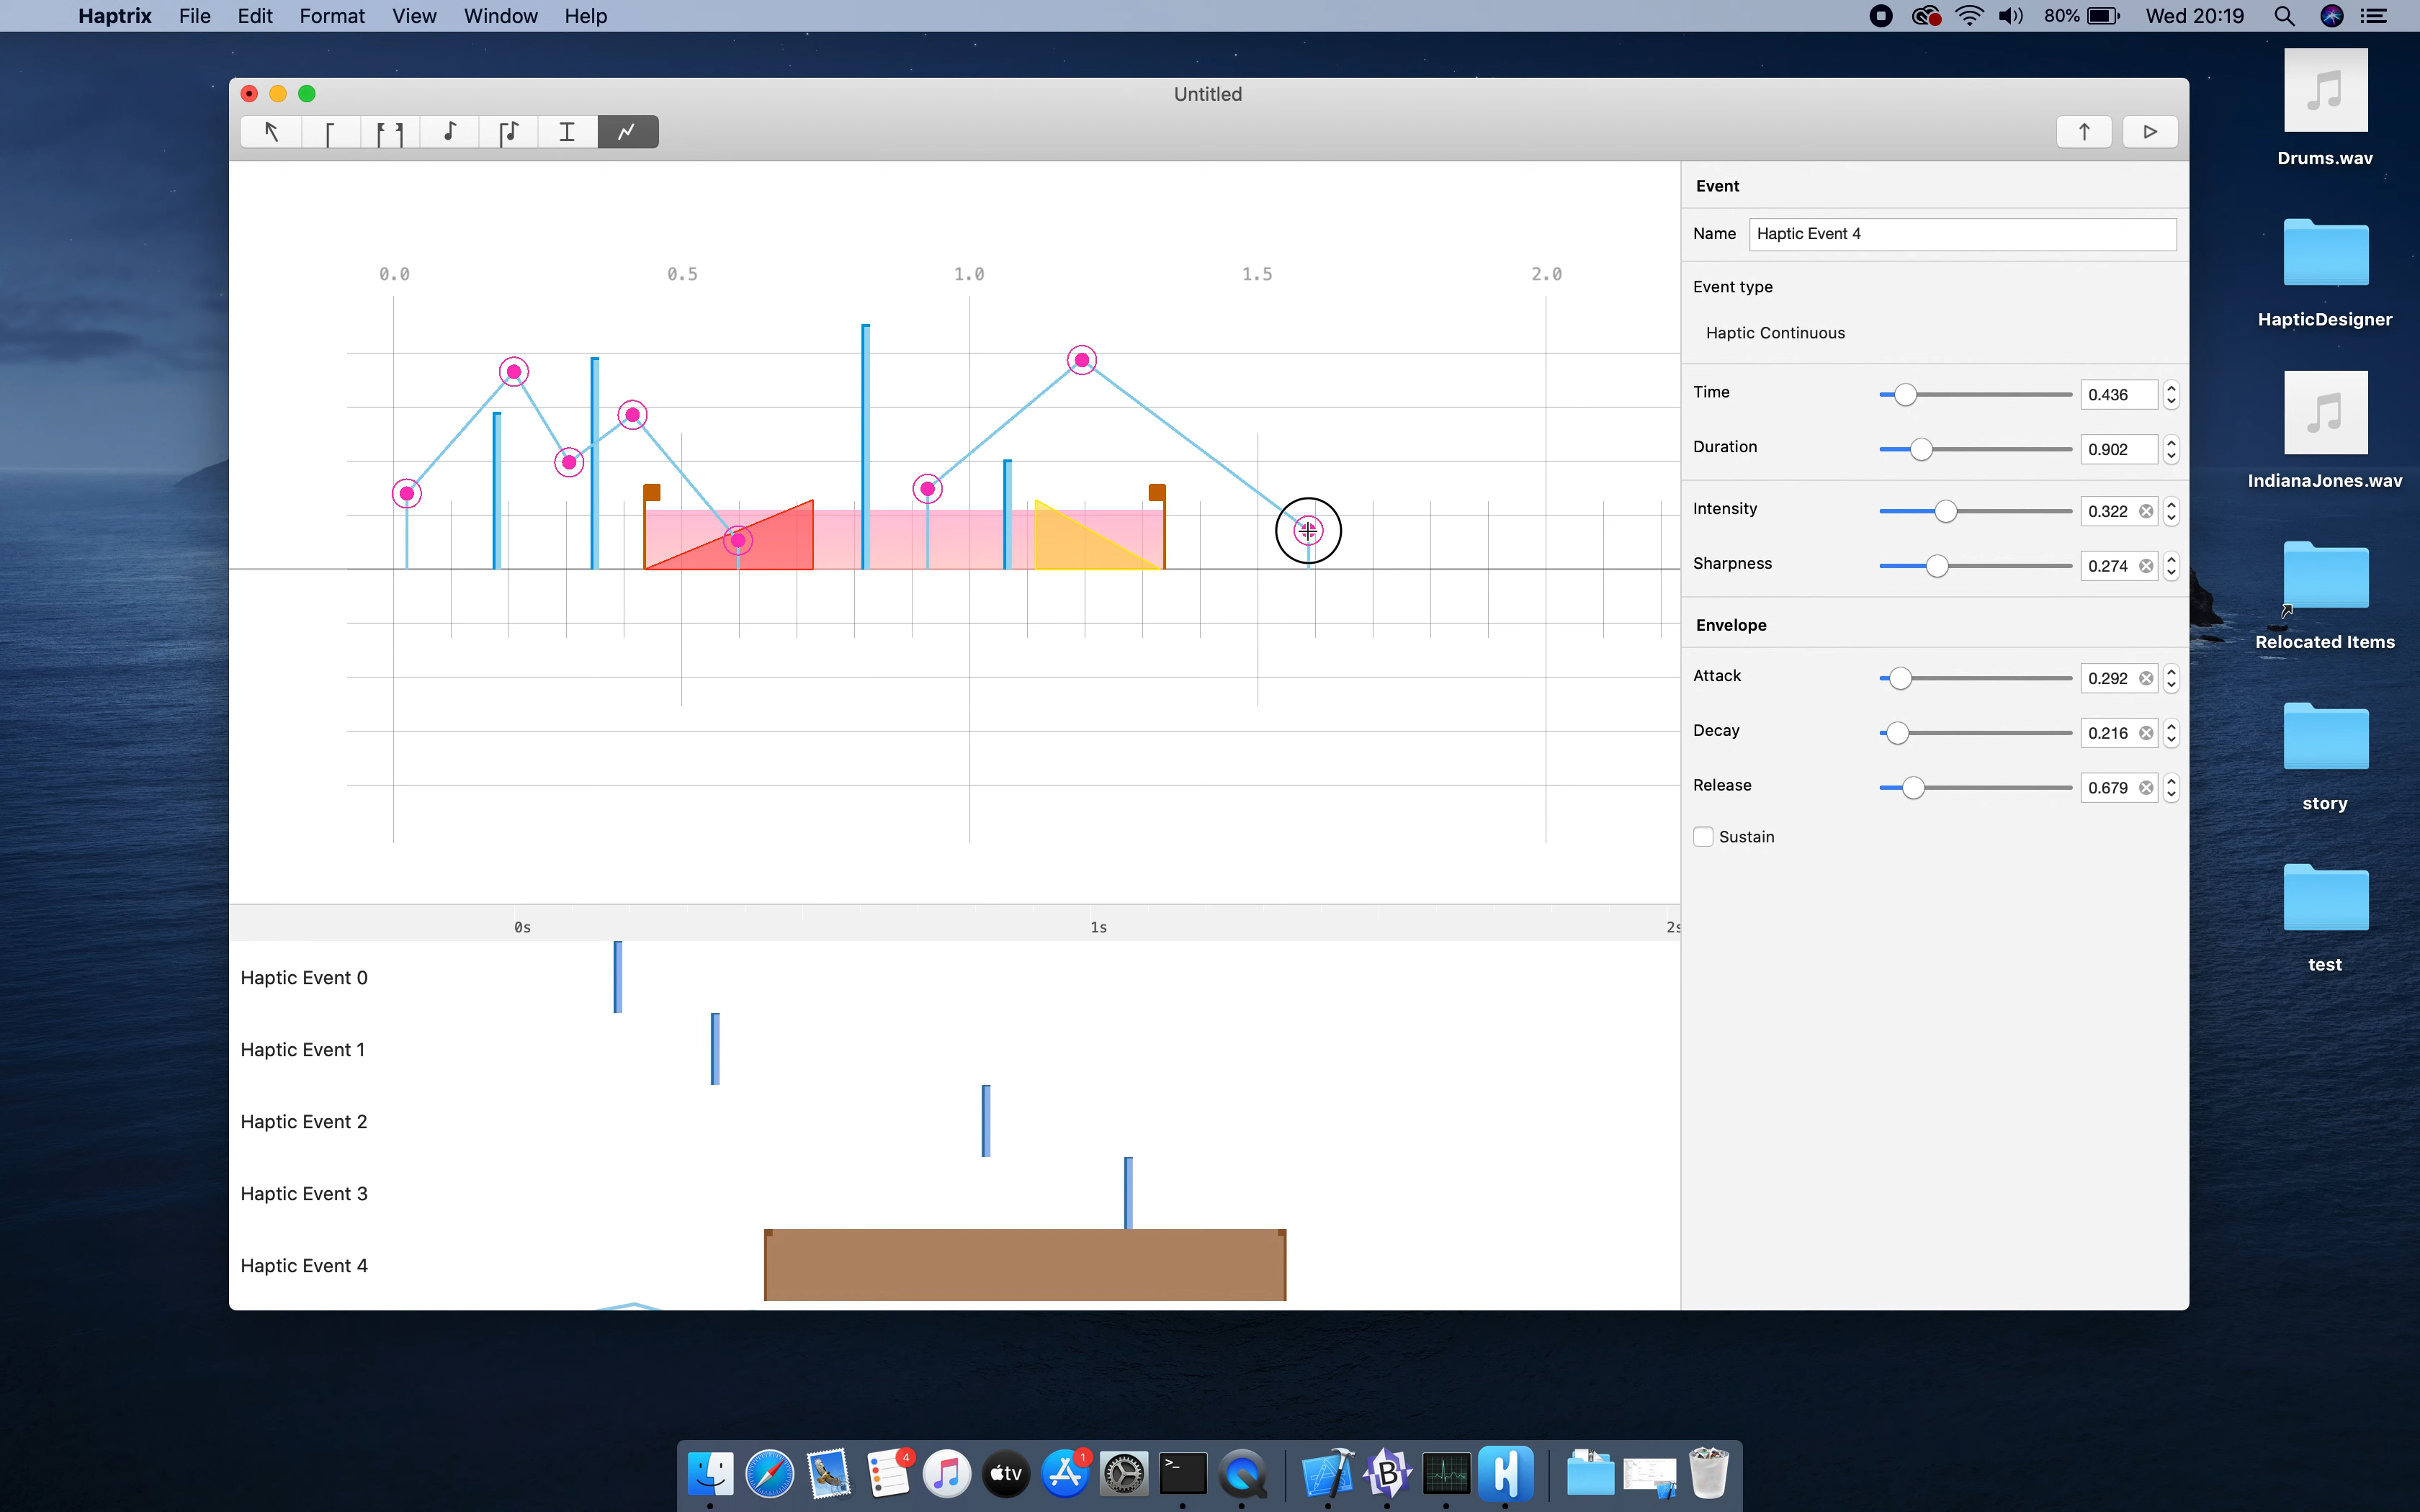 Haptrix File Edit Format View Window Help 80% Wed 20:19
Untitled
Drums.wav
Event
Name Haptic Event 4
0.0 0.5 1.0 1.5 2.0
Event type
HapticDesigner
Haptic Continuous
Time 0.436
Duration 0.902
IndianaJones.wav
Intensity 0.322
Sharpness 0.274
Envelope
Relocated Items
Attack 0.292
Decay 0.216
Release 0.679
story
Sustain
0s 1s 2s
test
Haptic Event 0
Haptic Event 1
Haptic Event 2
Haptic Event 3
Haptic Event 4
4 tv 1 >_ B